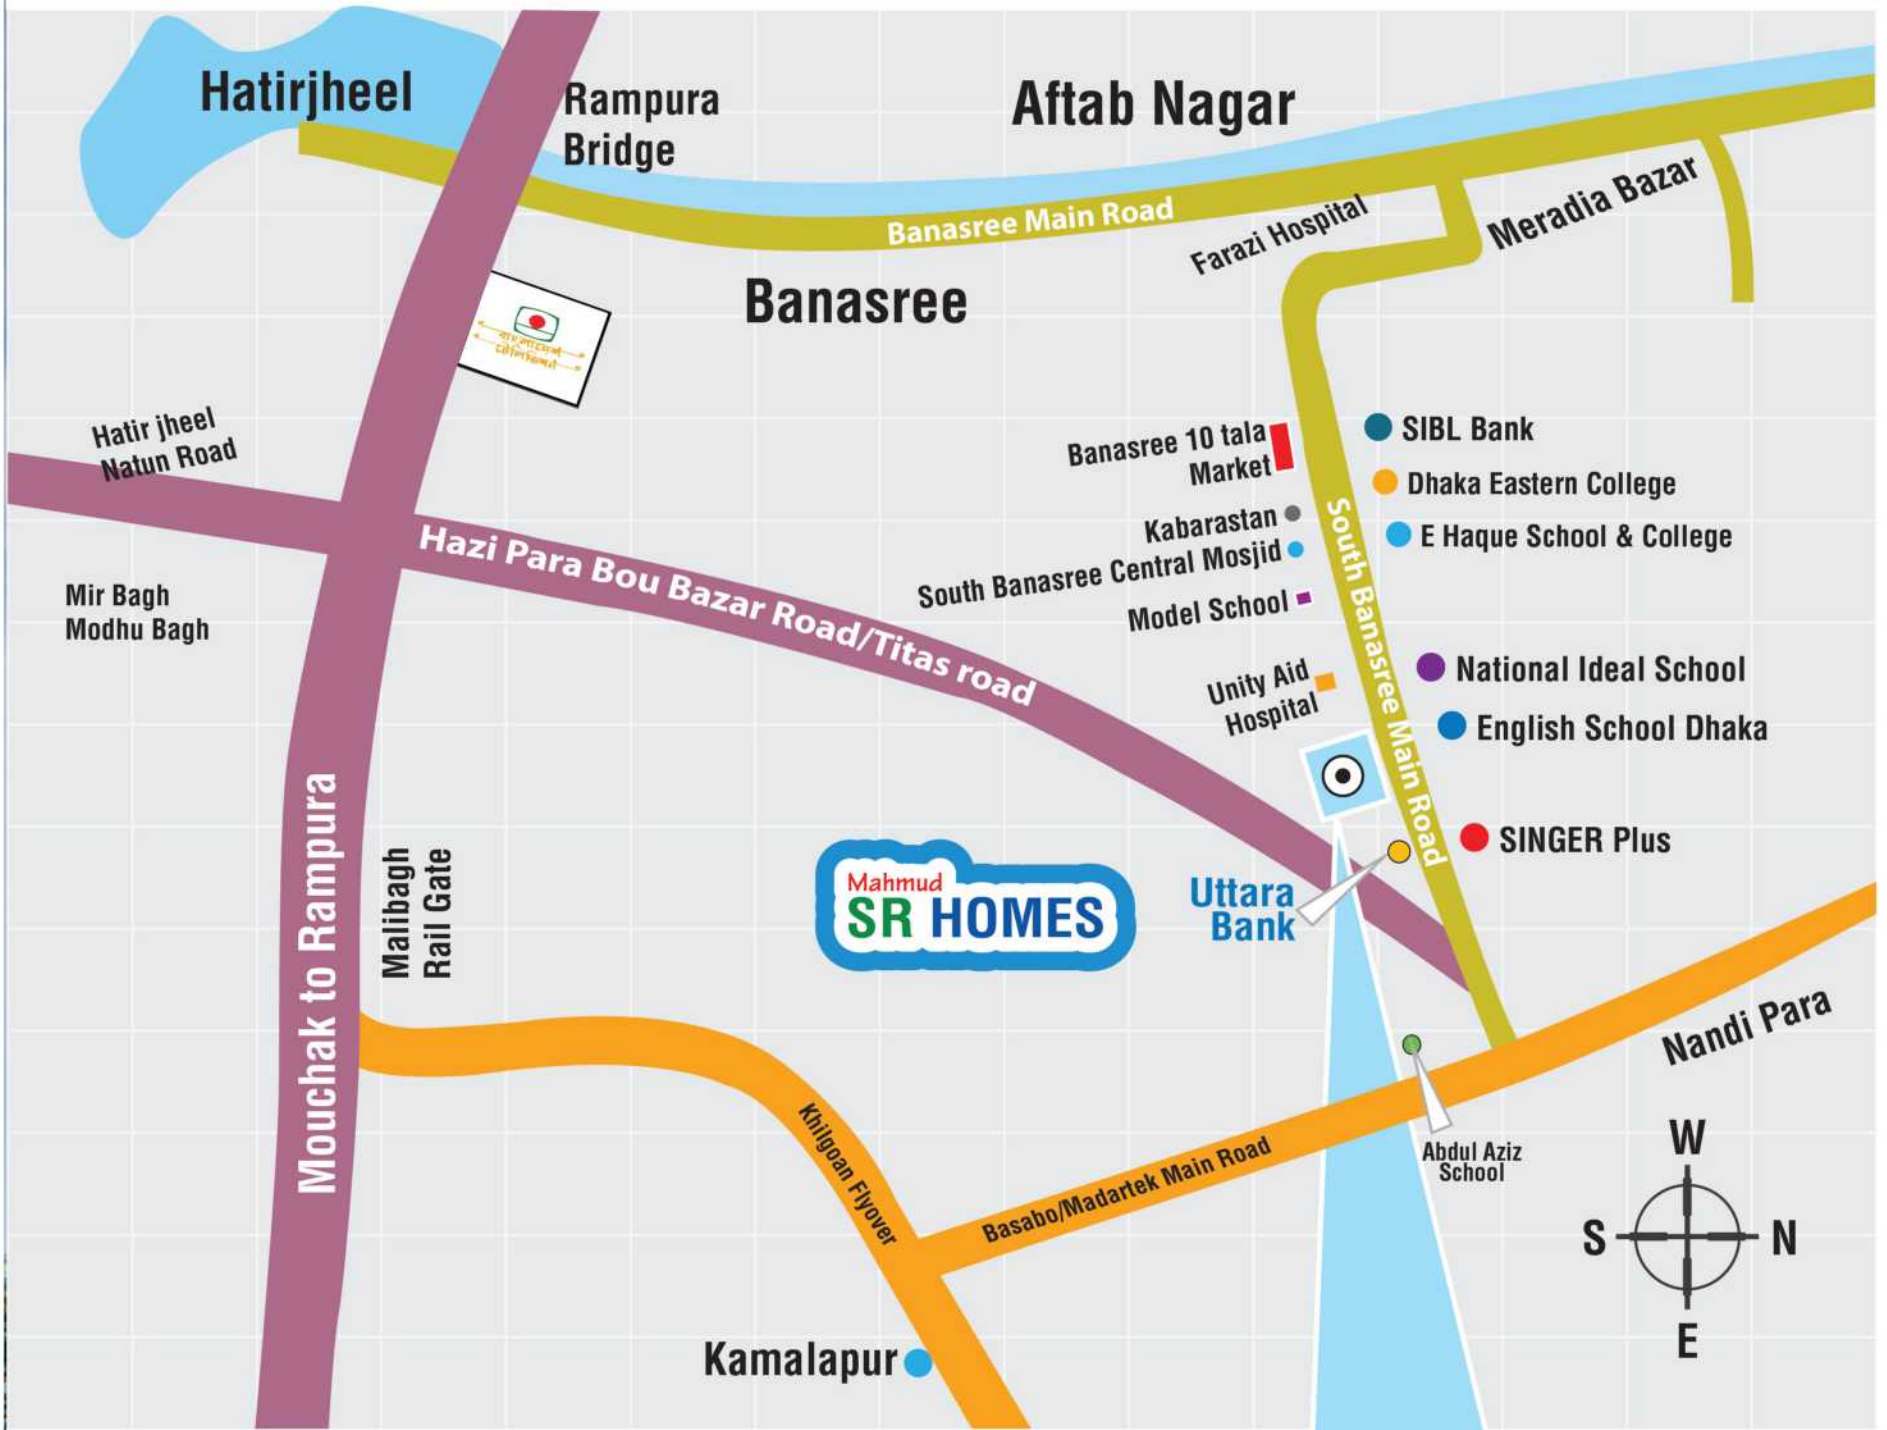 Hatirjheel
Rampura
Bridge
Aftab Nagar
Banasree Main Road
Farazi Hospital
Meradia Bazar
Banasree
বাংলাদেশ
টেলিভিশন
Hatir jheel
Natun Road
Banasree 10 tala
Market
SIBL Bank
Dhaka Eastern College
Kabarastan
E Haque School & College
South Banasree Central Mosjid
Model School
South Banasree Main Road
Hazi Para Bou Bazar Road/Titas road
Mir Bagh
Modhu Bagh
Unity Aid
Hospital
National Ideal School
English School Dhaka
Mouchak to Rampura
Malibagh
Rail Gate
Mahmud
SR HOMES
Uttara
Bank
SINGER Plus
Nandi Para
Khilgoan Flyover
Basabo/Madartek Main Road
Abdul Aziz
School
Kamalapur
W
S
N
E